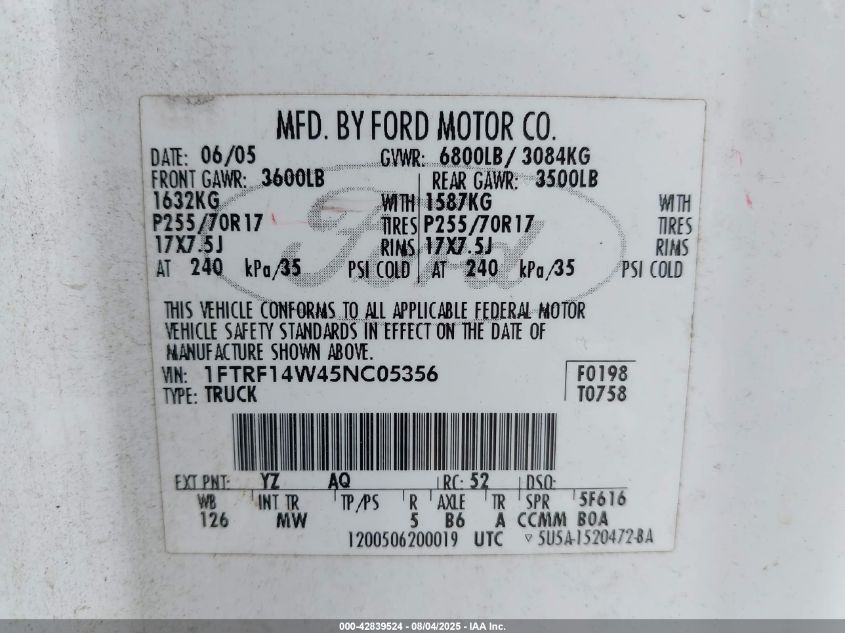 MFD. BY FORD MOTOR CO.
DATE: 06/05 GVWR: 6800LB/ 3084KG
FRONT GAWR: 3600LB REAR GAWR: 3500LB
1632KG WITH 1587KG WITH
P255/70R17 TIRES P255/70R17 TIRES
17X7.5J RIMS 17X7.5J RIMS
AT 240 kPa/35 PSI COLD AT 240 kPa/35 PSI COLD
Ford
THIS VEHICLE CONFORMS TO ALL APPLICABLE FEDERAL MOTOR
VEHICLE SAFETY STANDARDS IN EFFECT ON THE DATE OF
MANUFACTURE SHOWN ABOVE.
VIN: 1FTRF14W45NC05356 F0198
TYPE: TRUCK T0758
EXT PNT: YZ AQ RC: 52 DSO:
WB INT TR TP/PS R AXLE TR SPR 5F616
126 MW 5 B6 A CCMM B0A
1200506200019 UTC ▽ 5U5A-1520472-BA
000-42839524 - 08/04/2025 - IAA Inc.